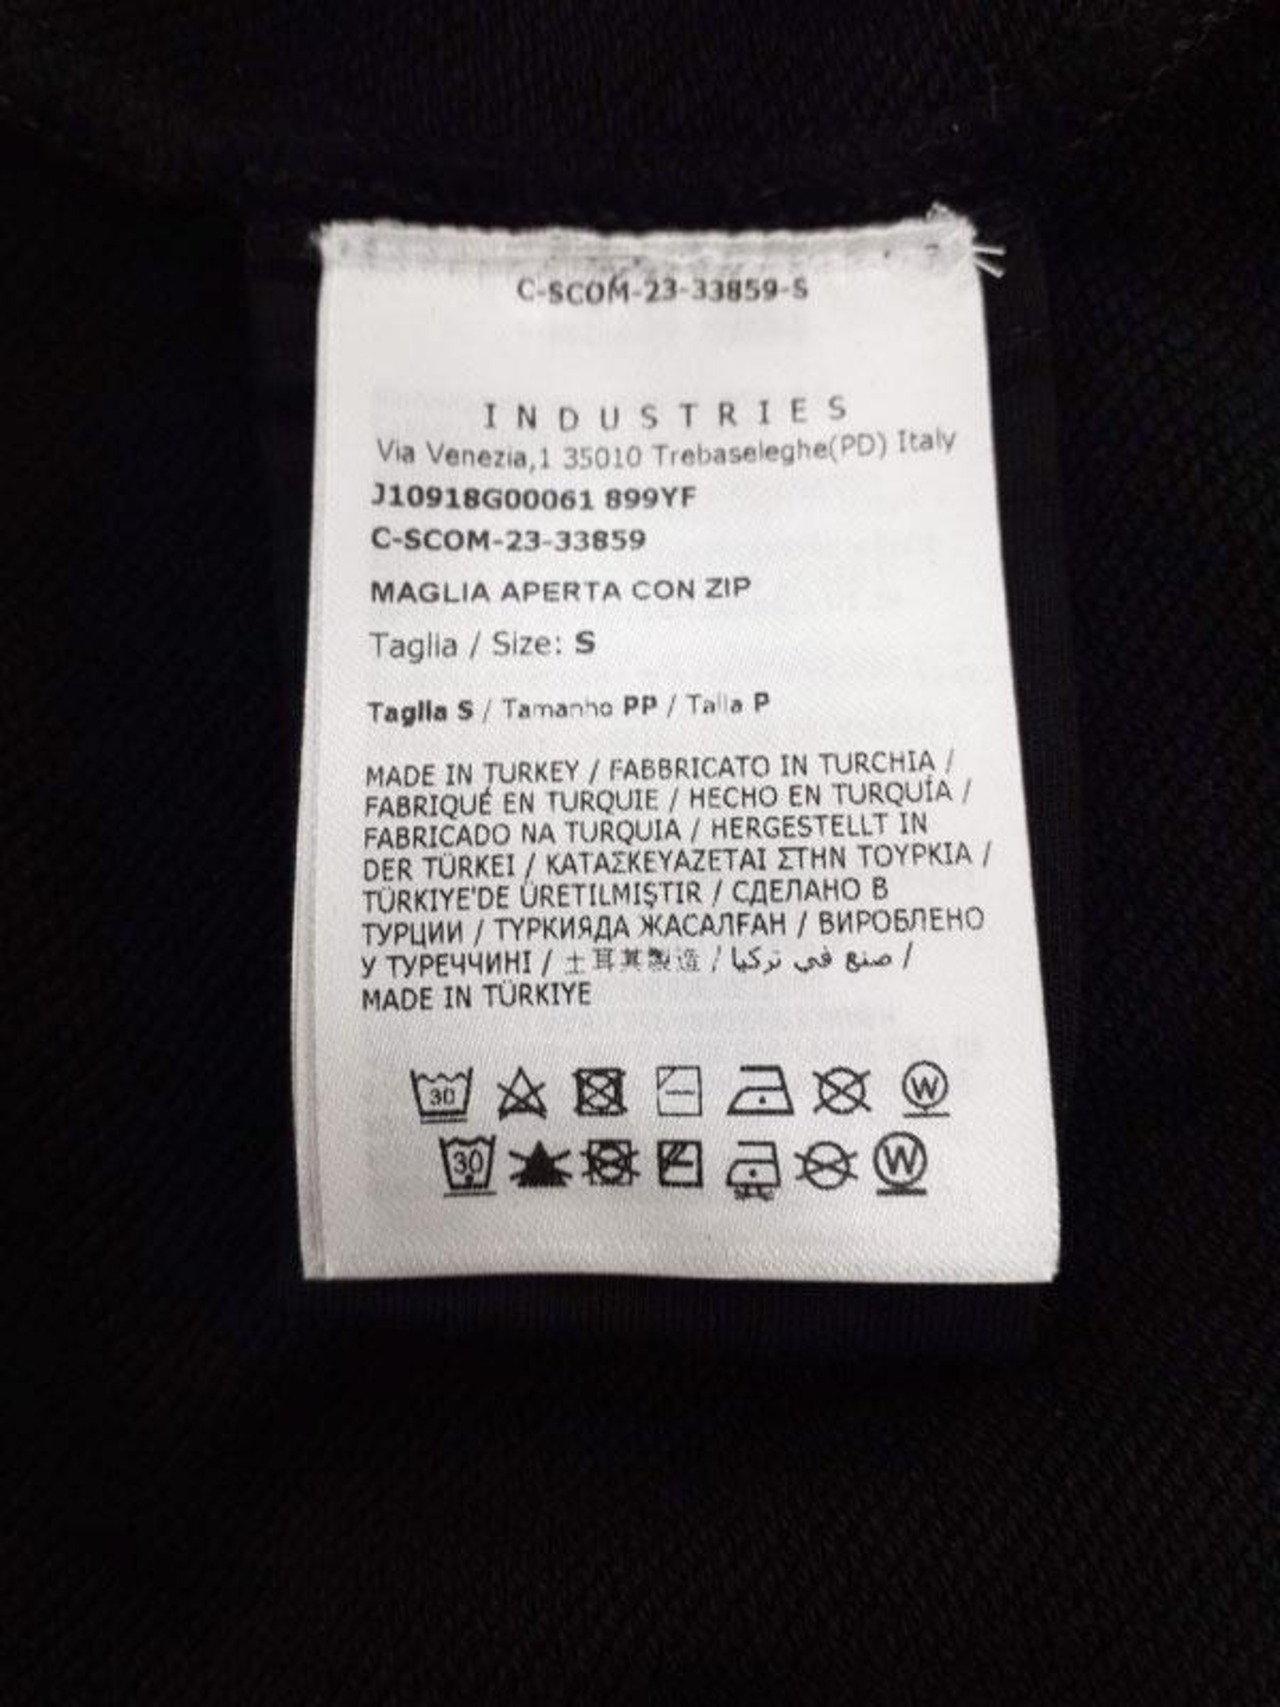 C-SCOM-23-33859-S
INDUSTRIES
Via Venezia,1 35010 Trebaseleghe(PD) Italy
J10918G00061 899YF
C-SCOM-23-33859
MAGLIA APERTA CON ZIP
Taglia / Size: S
Taglia S / Tamanho PP / Talla P
MADE IN TURKEY / FABBRICATO IN TURCHIA /
FABRIQUÉ EN TURQUIE / HECHO EN TURQUÍA /
FABRICADO NA TURQUIA / HERGESTELLT IN
DER TÜRKEI / ΚΑΤΑΣΚΕΥΑΖΕΤΑΙ ΣΤΗΝ ΤΟΥΡΚΙΑ /
TÜRKIYE'DE ÜRETILMIŞTIR / СДЕЛАНО В
ТУРЦИИ / ТҮРКИЯДА ЖАСАЛҒАН / ВИРОБЛЕНО
У ТУРЕЧЧИНІ / 土耳其製造 / صنع في تركيا /
MADE IN TÜRKIYE
30 W
30 W